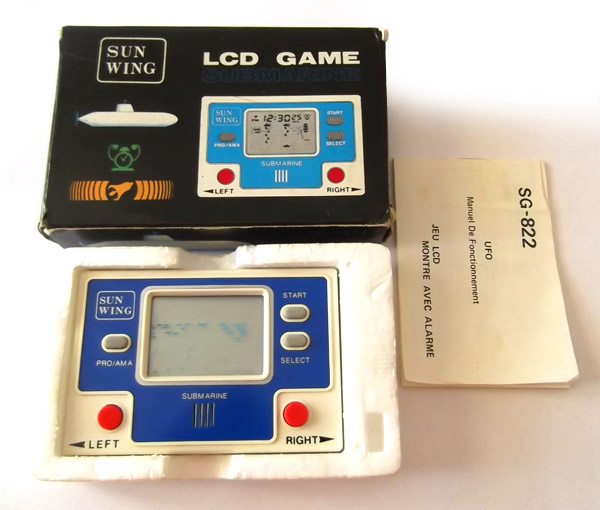 SUN
WING
LCD GAME
SUBMARINE
SUN
WING
12:30 25
START
PRO/AMA
SELECT
SUBMARINE
LEFT
RIGHT
SG-822
UFO
Manuel De Fonctionnement
JEU LCD
MONTRE AVEC ALARME
SUN
WING
START
PRO/AMA
SELECT
SUBMARINE
LEFT
RIGHT